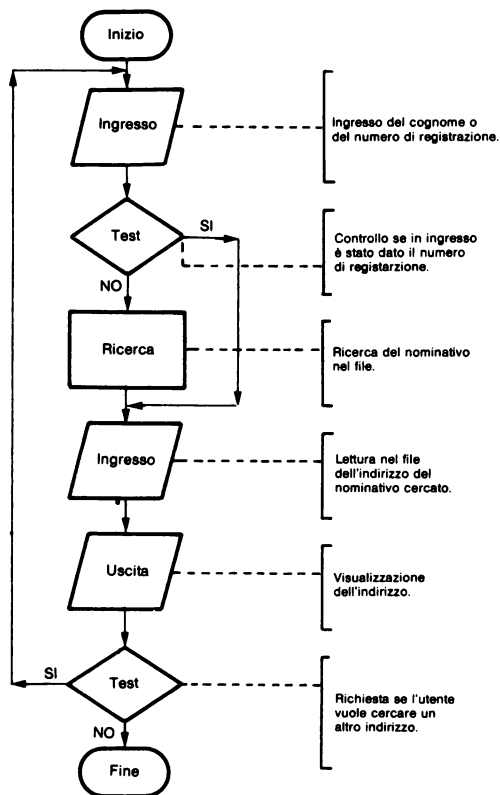 Inizio
Ingresso
Ingresso del cognome o
del numero di registrazione.
Test
SI
Controllo se in ingresso
è stato dato il numero
di registarzione.
NO
Ricerca
Ricerca del nominativo
nel file.
Ingresso
Lettura nel file
dell'indirizzo del
nominativo cercato.
Uscita
Visualizzazione
dell'indirizzo.
SI
Test
Richiesta se l'utente
vuole cercare un
altro indirizzo.
NO
Fine